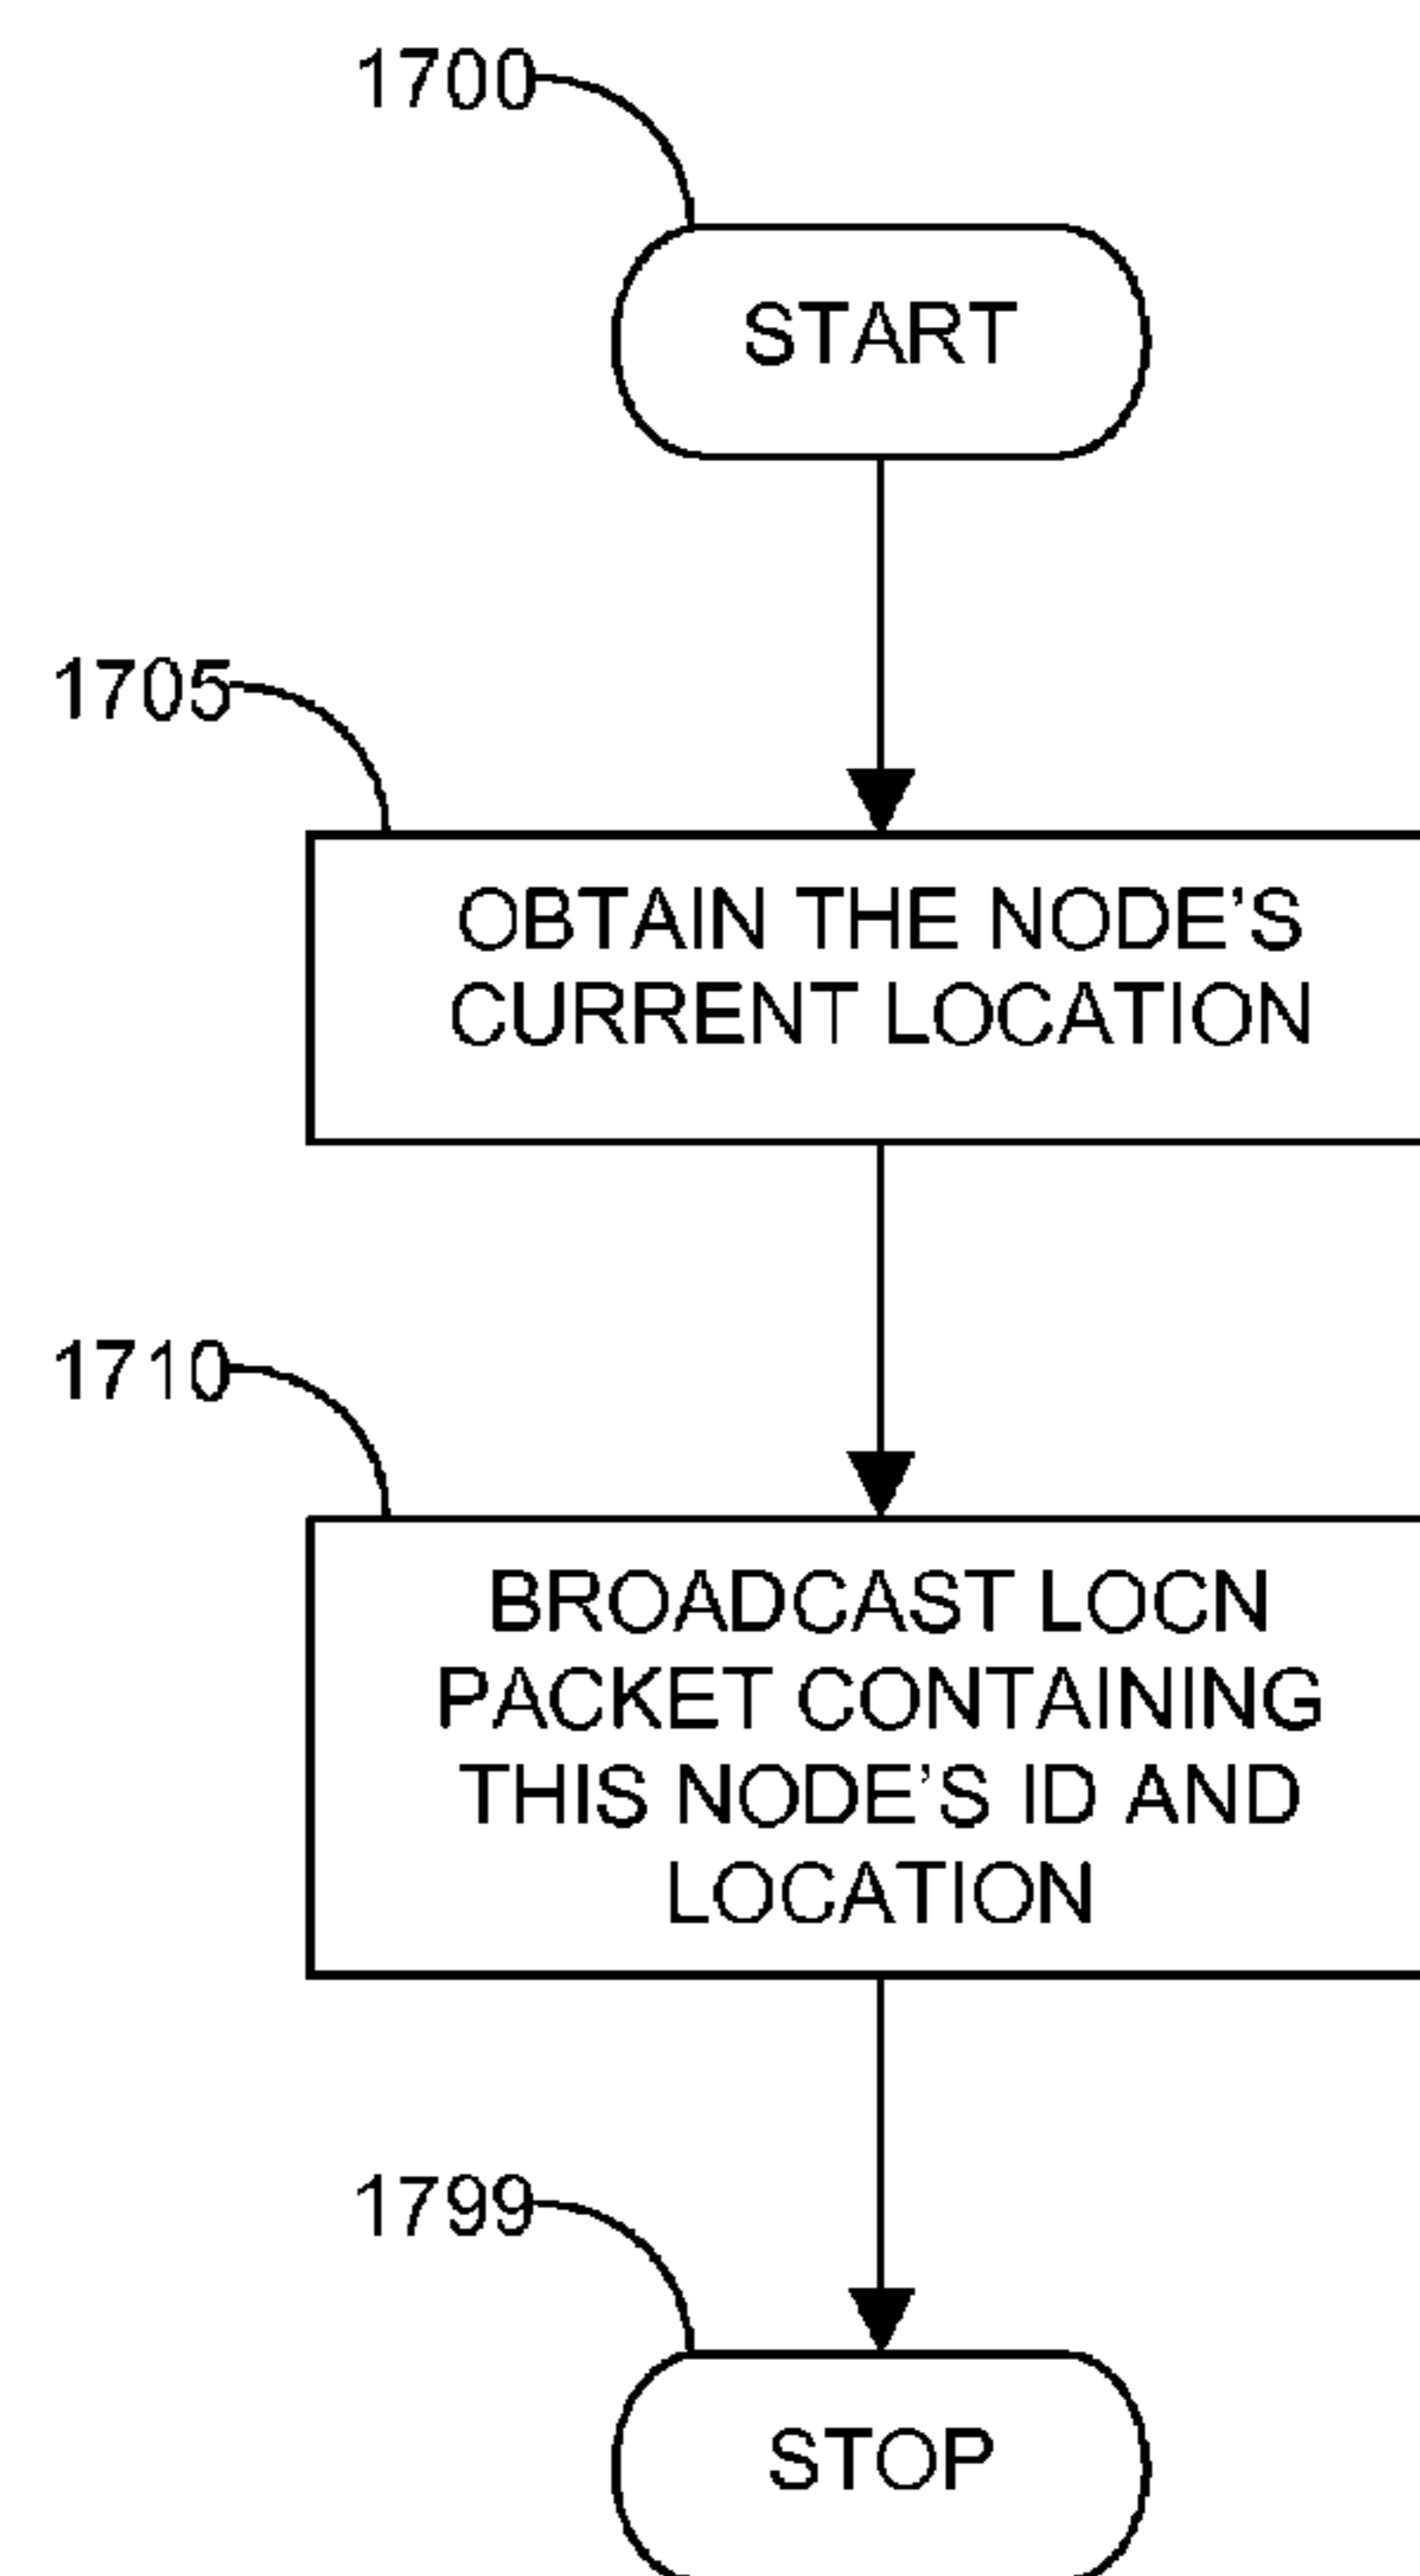 1700
START
1705
OBTAIN THE NODE'S
CURRENT LOCATION
1710
BROADCAST LOCN
PACKET CONTAINING
THIS NODE'S ID AND
LOCATION
1799
STOP